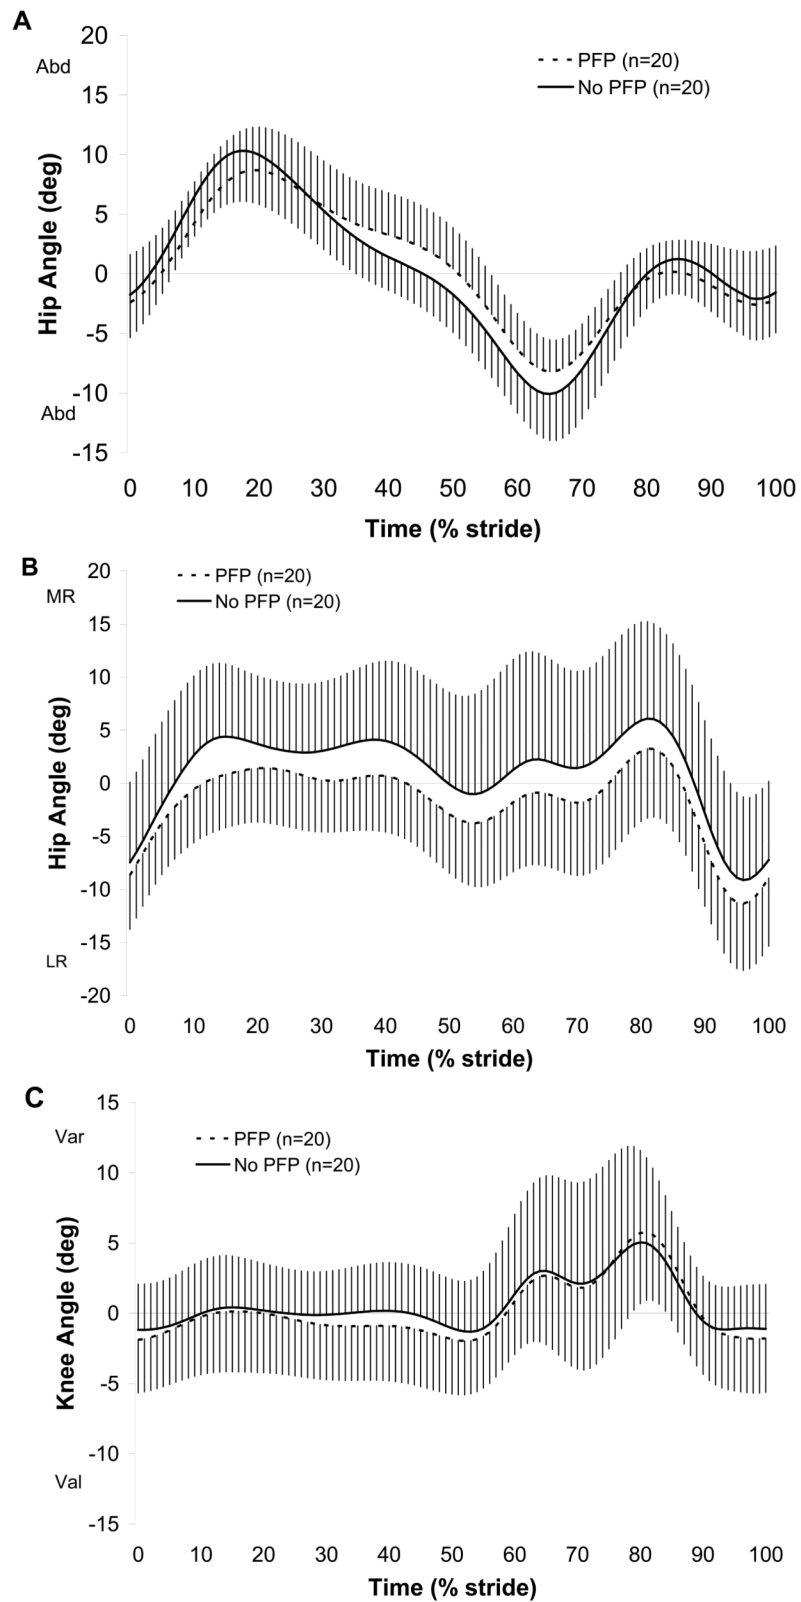 A
20
Abd
PFP (n=20)
No PFP (n=20)
15
10
5
0
-5
-10
Abd
-15
Hip Angle (deg)
0 10 20 30 40 50 60 70 80 90 100
Time (% stride)
B
20
MR
PFP (n=20)
No PFP (n=20)
15
10
5
0
-5
-10
-15
LR
-20
Hip Angle (deg)
0 10 20 30 40 50 60 70 80 90 100
Time (% stride)
C
15
Var
PFP (n=20)
No PFP (n=20)
10
5
0
-5
-10
Val
-15
Knee Angle (deg)
0 10 20 30 40 50 60 70 80 90 100
Time (% stride)